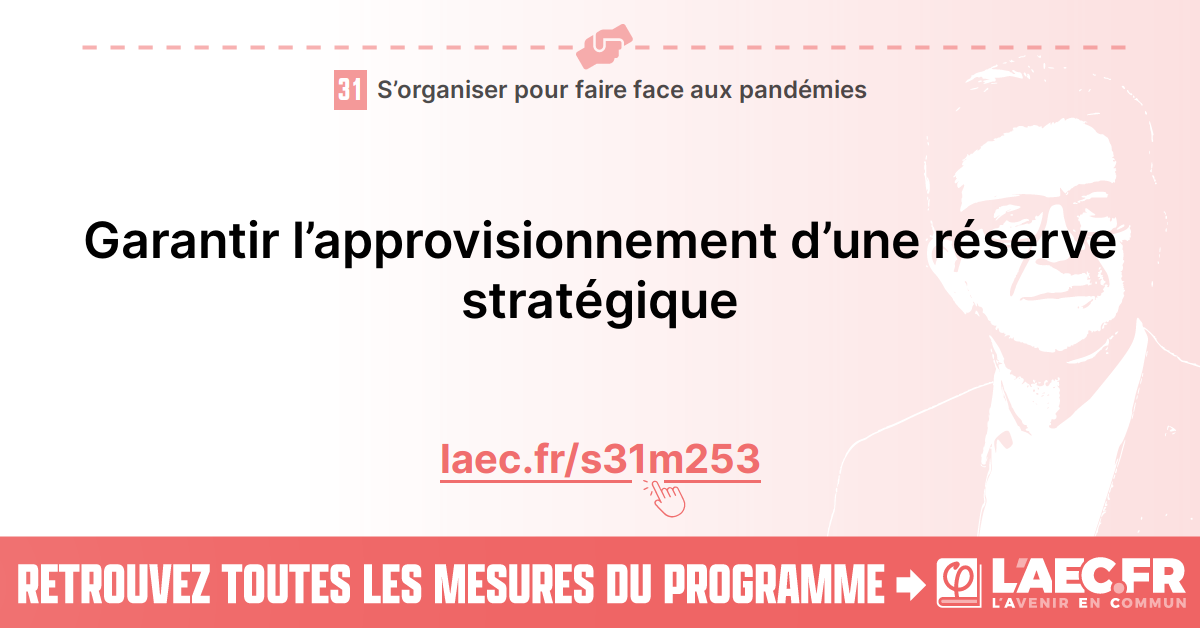 31 S’organiser pour faire face aux pandémies
Garantir l’approvisionnement d’une réserve
stratégique
laec.fr/s31m253
RETROUVEZ TOUTES LES MESURES DU PROGRAMME
L'AEC.FR
L'AVENIR EN COMMUN